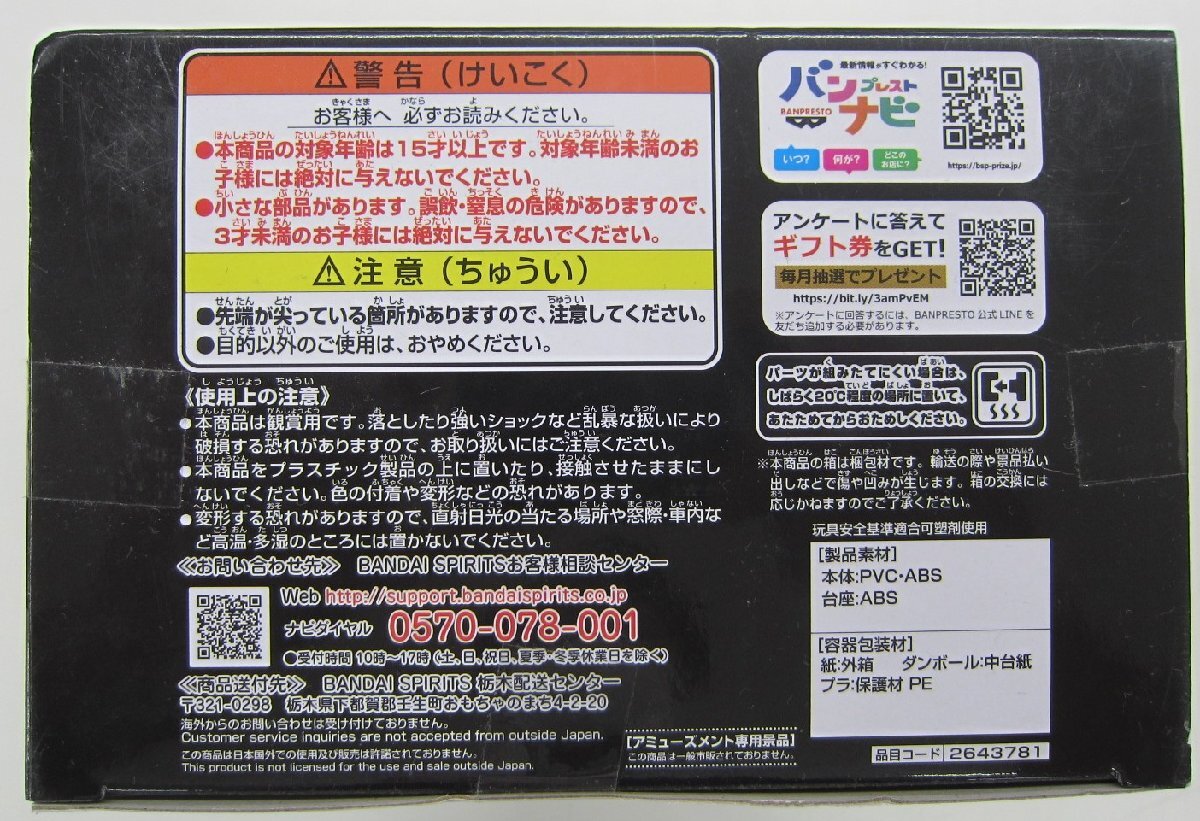 ⚠警告（けいこく）
お客様へ 必ずお読みください。
●本商品の対象年齢は15才以上です。対象年齢未満のお
子様には絶対に与えないでください。
●小さな部品があります。誤飲・窒息の危険がありますので、
3才未満のお子様には絶対に与えないでください。
⚠注意（ちゅうい）
●先端が尖っている箇所がありますので、注意してください。
●目的以外のご使用は、おやめください。
《使用上の注意》
●本商品は観賞用です。落としたり強いショックなど乱暴な扱いにより
破損する恐れがありますので、お取り扱いにはご注意ください。
●本商品をプラスチック製品の上に置いたり、接触させたままにし
ないでください。色の付着や変形などの恐れがあります。
●変形する恐れがありますので、直射日光の当たる場所や窓際・車内な
ど高温・多湿のところには置かないでください。
≪お問い合わせ先≫ BANDAI SPIRITSお客様相談センター
Web http://support.bandaispirits.co.jp
ナビダイヤル 0570-078-001
●受付時間 10時～17時（土、日、祝日、夏季・冬季休業日を除く）
≪商品送付先≫ BANDAI SPIRITS 栃木配送センター
〒321-0298 栃木県下都賀郡壬生町おもちゃのまち4-2-20
海外からのお問い合わせは受け付けておりません。
Customer service inquiries are not accepted from outside Japan.
この商品は日本国外での使用及び販売は許諾されておりません。
This product is not licensed for the use and sale outside Japan.
[アミューズメント専用景品]
この商品は一般市販されておりません。
最新情報がすぐわかる！
バンプレスト
ナビ
BANPRESTO
いつ？ 何が？ どこのお店に？
https://bsp-prize.jp/
アンケートに答えて
ギフト券をGET！
毎月抽選でプレゼント
https://bit.ly/3amPvEM
※アンケートに回答するには、BANPRESTO公式LINEを
友だち追加する必要があります。
パーツが組みたてにくい場合は、
しばらく20℃程度の場所に置いて、
あたためてからおためしください。
※本商品の箱は梱包材です。輸送の際や景品払い
出しなどで傷や凹みが生じます。箱の交換には
応じかねますのでご了承ください。
玩具安全基準適合可塑剤使用
[製品素材]
本体:PVC・ABS
台座:ABS
[容器包装材]
紙:外箱 ダンボール:中台紙
プラ:保護材 PE
品目コード 2643781